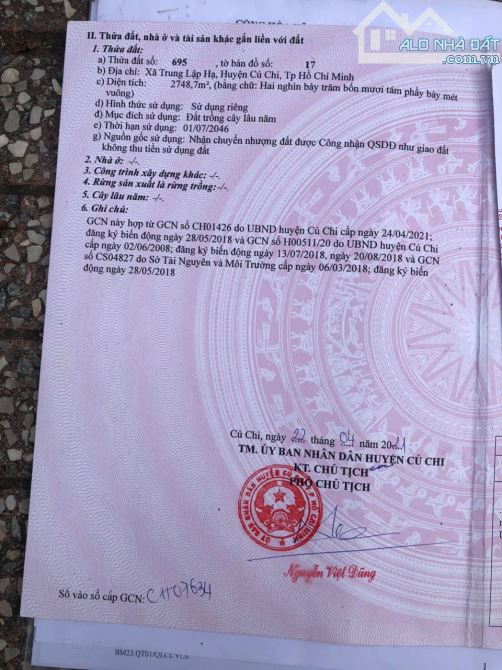 ALO NHÀ ĐẤT
II. Thửa đất, nhà ở và tài sản khác gắn liền với đất
1. Thửa đất:
a) Thửa đất số: 695 , tờ bản đồ số: 17
b) Địa chỉ: Xã Trung Lập Hạ, Huyện Củ Chi, Tp Hồ Chí Minh
c) Diện tích: 2748,7m², (bằng chữ: Hai nghìn bảy trăm bốn mươi tám phẩy bảy mét
vuông)
d) Hình thức sử dụng: Sử dụng riêng
đ) Mục đích sử dụng: Đất trồng cây lâu năm
e) Thời hạn sử dụng: 01/07/2046
g) Nguồn gốc sử dụng: Nhận chuyển nhượng đất được Công nhận QSDĐ như giao đất
không thu tiền sử dụng đất
2. Nhà ở: -/-
3. Công trình xây dựng khác: -/-
4. Rừng sản xuất là rừng trồng: -/-
5. Cây lâu năm: -/-
6. Ghi chú:
GCN này hợp từ GCN số CH01426 do UBND huyện Củ Chi cấp ngày 24/04/2021;
đăng ký biến động ngày 28/05/2018 và GCN số H00511/20 do UBND huyện Củ Chi
cấp ngày 02/06/2008; đăng ký biến động ngày 13/07/2018, ngày 20/08/2018 và GCN
số CS04827 do Sở Tài Nguyên và Môi Trường cấp ngày 06/03/2018; đăng ký biến
động ngày 28/05/2018
Củ Chi, ngày 22 tháng 04 năm 2021
TM. ỦY BAN NHÂN DÂN HUYỆN CỦ CHI
KT. CHỦ TỊCH
PHÓ CHỦ TỊCH
Nguyễn Việt Dũng
Số vào sổ cấp GCN: CH07634
BM23.QT01/QLCL.V1.0